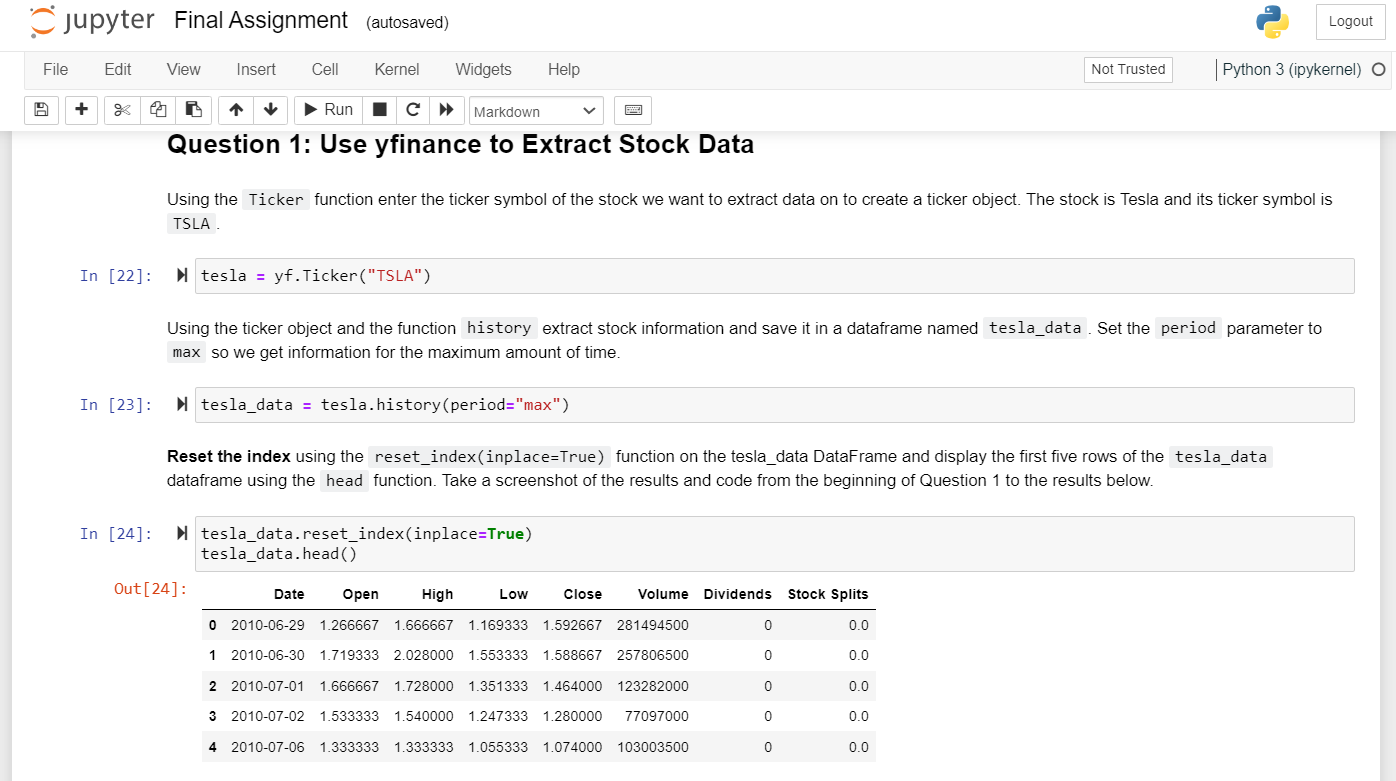 jupyter Final Assignment (autosaved) Logout
File Edit View Insert Cell Kernel Widgets Help Not Trusted Python 3 (ipykernel)
Run Markdown
Question 1: Use yfinance to Extract Stock Data
Using the Ticker function enter the ticker symbol of the stock we want to extract data on to create a ticker object. The stock is Tesla and its ticker symbol is
TSLA .
In [22]: tesla = yf.Ticker("TSLA")
Using the ticker object and the function history extract stock information and save it in a dataframe named tesla_data . Set the period parameter to
max so we get information for the maximum amount of time.
In [23]: tesla_data = tesla.history(period="max")
Reset the index using the reset_index(inplace=True) function on the tesla_data DataFrame and display the first five rows of the tesla_data
dataframe using the head function. Take a screenshot of the results and code from the beginning of Question 1 to the results below.
In [24]: tesla_data.reset_index(inplace=True)
tesla_data.head()
Out[24]:
Date Open High Low Close Volume Dividends Stock Splits
0 2010-06-29 1.266667 1.666667 1.169333 1.592667 281494500 0 0.0
1 2010-06-30 1.719333 2.028000 1.553333 1.588667 257806500 0 0.0
2 2010-07-01 1.666667 1.728000 1.351333 1.464000 123282000 0 0.0
3 2010-07-02 1.533333 1.540000 1.247333 1.280000 77097000 0 0.0
4 2010-07-06 1.333333 1.333333 1.055333 1.074000 103003500 0 0.0